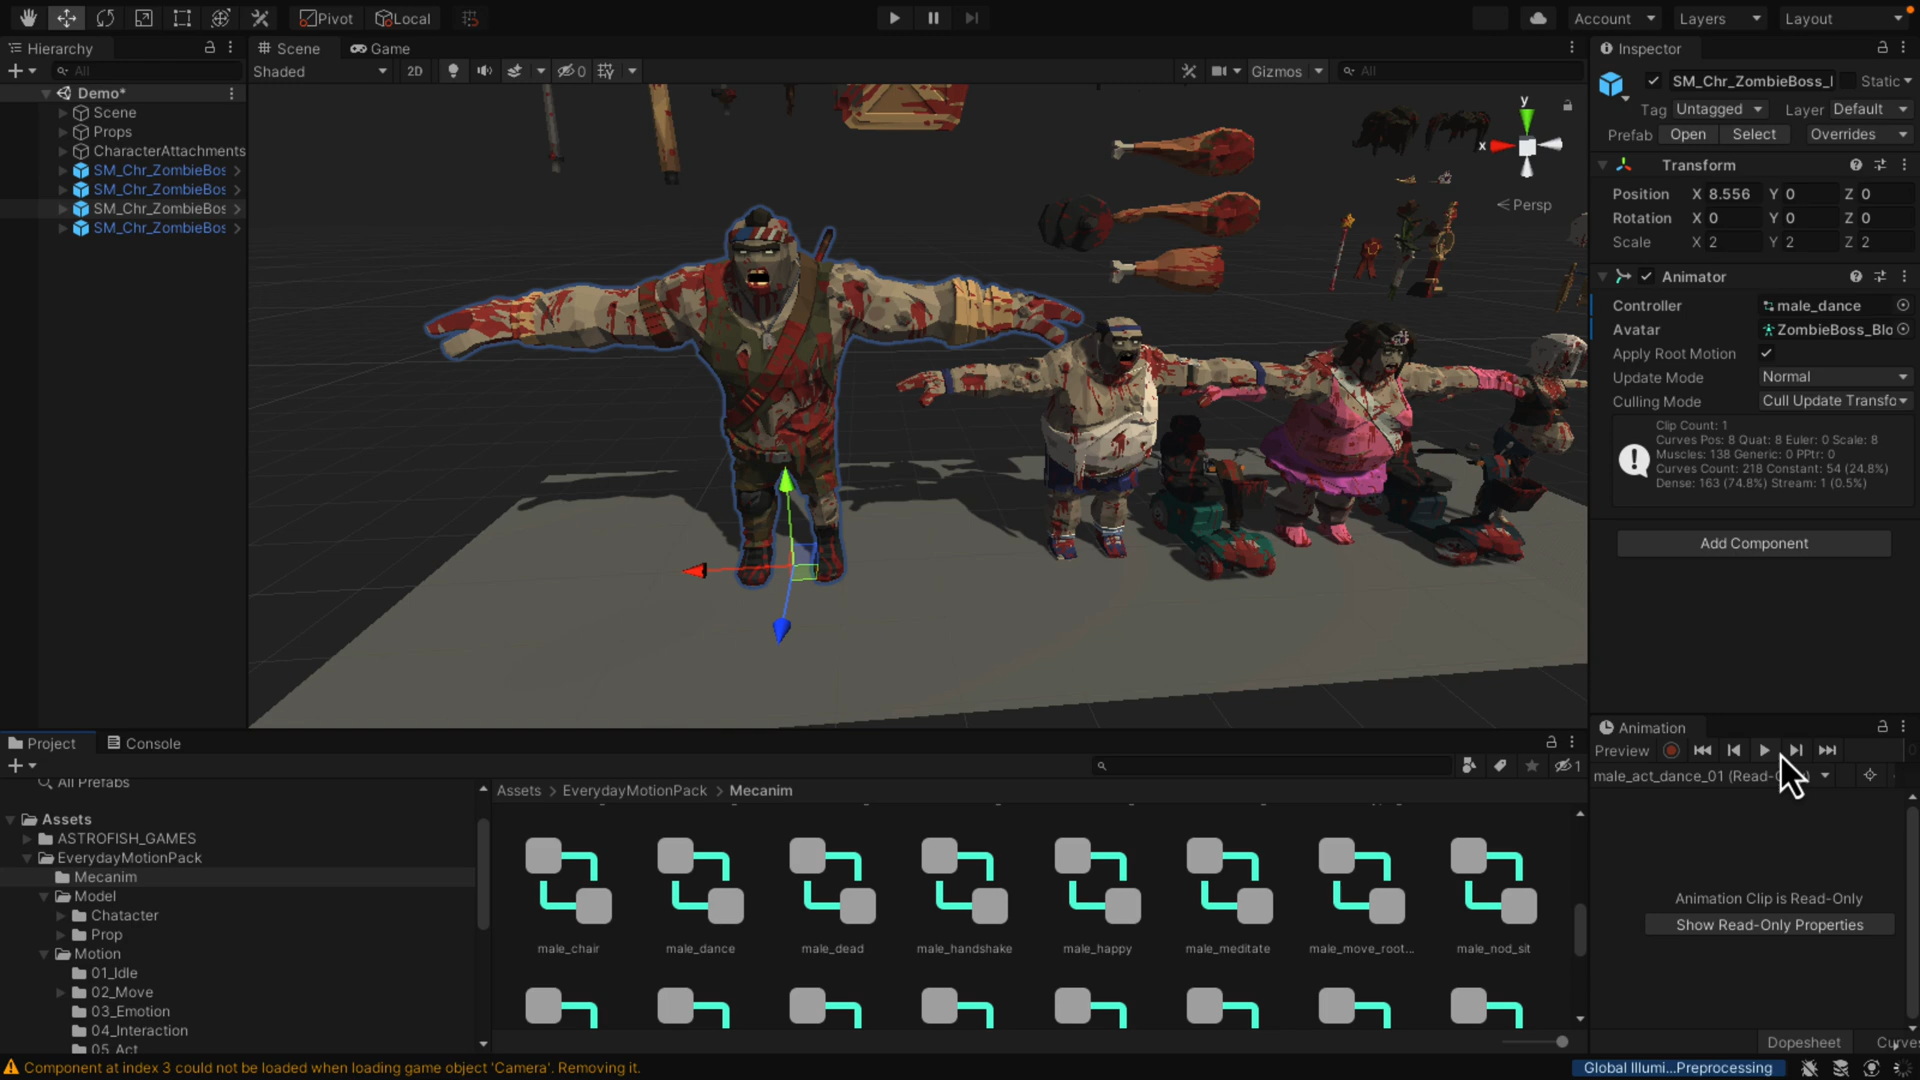 Pivot
Local
Account
Layers
Layout
Hierarchy
All
Demo*
Scene
Props
CharacterAttachments
SM_Chr_ZombieBos
SM_Chr_ZombieBos
SM_Chr_ZombieBos
SM_Chr_ZombieBos
Scene
Game
Shaded
2D
0
Gizmos
All
y
x
Persp
Inspector
SM_Chr_ZombieBoss_
Static
Tag Untagged Layer Default
Prefab Open Select Overrides
Transform
Position X 8.556 Y 0 Z 0
Rotation X 0 Y 0 Z 0
Scale X 2 Y 2 Z 2
Animator
Controller male_dance
Avatar ZombieBoss_Blo
Apply Root Motion
Update Mode Normal
Culling Mode Cull Update Transfo
Clip Count: 1
Curves Pos: 8 Quat: 8 Euler: 0 Scale: 8
Muscles: 138 Generic: 0 PPtr: 0
Curves Count: 218 Constant: 54 (24.8%)
Dense: 163 (74.8%) Stream: 1 (0.5%)
Add Component
Project
Console
1
All Prefabs
Assets
ASTROFISH_GAMES
EverydayMotionPack
Mecanim
Model
Chatacter
Prop
Motion
01_Idle
02_Move
03_Emotion
04_Interaction
05_Act
Assets > EverydayMotionPack > Mecanim
male_chair
male_dance
male_dead
male_handshake
male_happy
male_meditate
male_move_root...
male_nod_sit
Animation
Preview
male_act_dance_01 (Read-
Animation Clip is Read-Only
Show Read-Only Properties
Dopesheet
Component at index 3 could not be loaded when loading game object 'Camera'. Removing it.
Global Illumi...Preprocessing